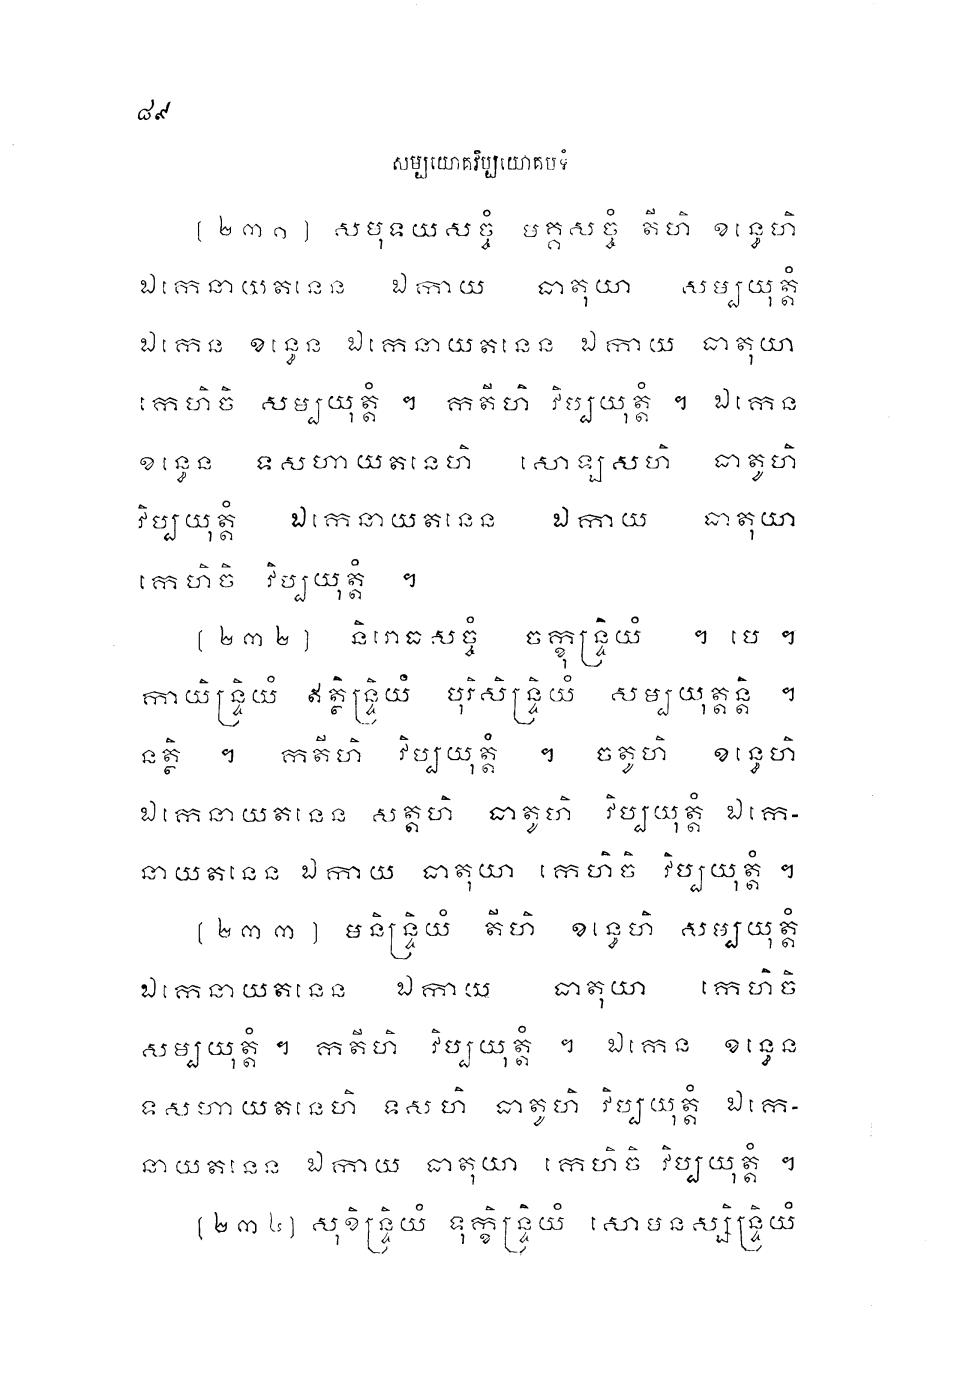 ៨៩
សម្បយោគវិប្បយោគបទំ
(២៣១) សមុទយសច្ចំ មគ្គសច្ចំ តីហិ ខន្ធេហិ
ឯកេនាយតនេន ឯកាយ ធាតុយា សម្បយុត្តំ
ឯកេន ខន្ធេន ឯកេនាយតនេន ឯកាយ ធាតុយា
កេហិចិ សម្បយុត្តំ ។ កតីហិ វិប្បយុត្តំ ។ ឯកេន
ខន្ធេន ទសហាយតនេហិ សោឡសហិ ធាតូហិ
វិប្បយុត្តំ ឯកេនាយតនេន ឯកាយ ធាតុយា
កេហិចិ វិប្បយុត្តំ ។
(២៣២) និរោធសច្ចំ ចក្ខុន្ទ្រិយំ ។ បេ ។
កាយិន្ទ្រិយំ ឥត្ថិន្ទ្រិយំ បុរិសិន្ទ្រិយំ សម្បយុត្តន្តិ ។
នត្ថិ ។ កតីហិ វិប្បយុត្តំ ។ ចតូហិ ខន្ធេហិ
ឯកេនាយតនេន សត្តហិ ធាតូហិ វិប្បយុត្តំ ឯកេ-
នាយតនេន ឯកាយ ធាតុយា កេហិចិ វិប្បយុត្តំ ។
(២៣៣) មនិន្ទ្រិយំ តីហិ ខន្ធេហិ សម្បយុត្តំ
ឯកេនាយតនេន ឯកាយ ធាតុយា កេហិចិ
សម្បយុត្តំ ។ កតីហិ វិប្បយុត្តំ ។ ឯកេន ខន្ធេន
ទសហាយតនេហិ ទសហិ ធាតូហិ វិប្បយុត្តំ ឯកេ-
នាយតនេន ឯកាយ ធាតុយា កេហិចិ វិប្បយុត្តំ ។
(២៣៤) សុខិន្ទ្រិយំ ទុក្ខិន្ទ្រិយំ សោមនស្សិន្ទ្រិយំ